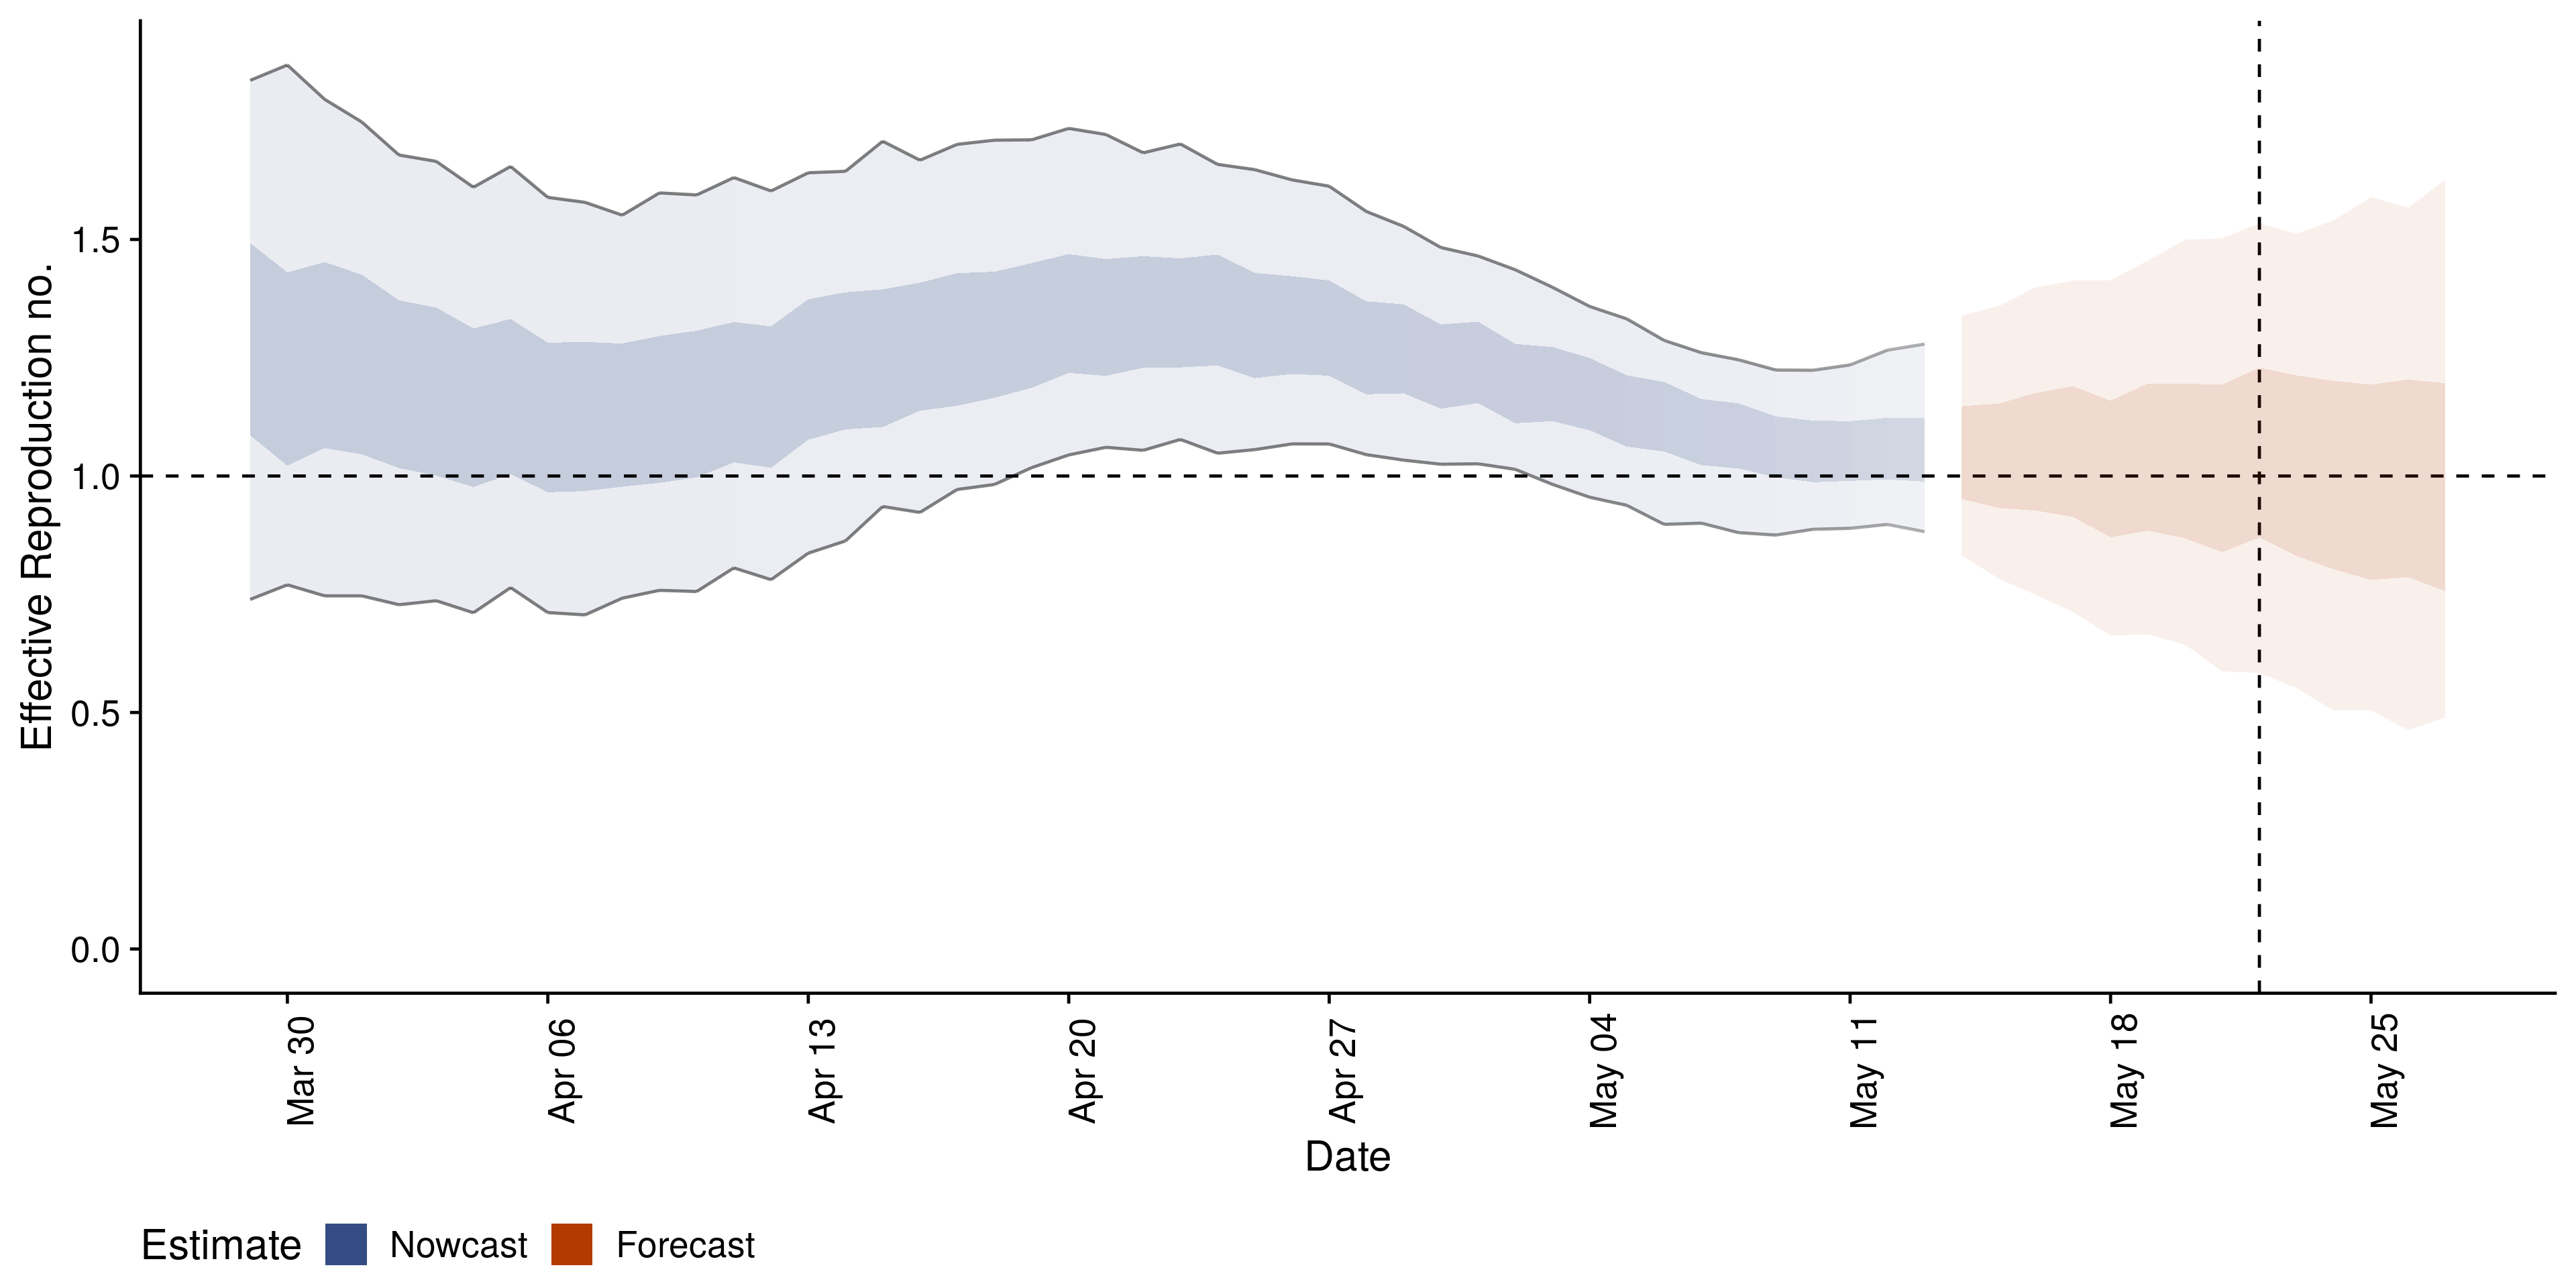 Effective Reproduction no.
1.5
1.0
0.5
0.0
Mar 30
Apr 06
Apr 13
Apr 20
Apr 27
May 04
May 11
May 18
May 25
Date
Estimate Nowcast Forecast